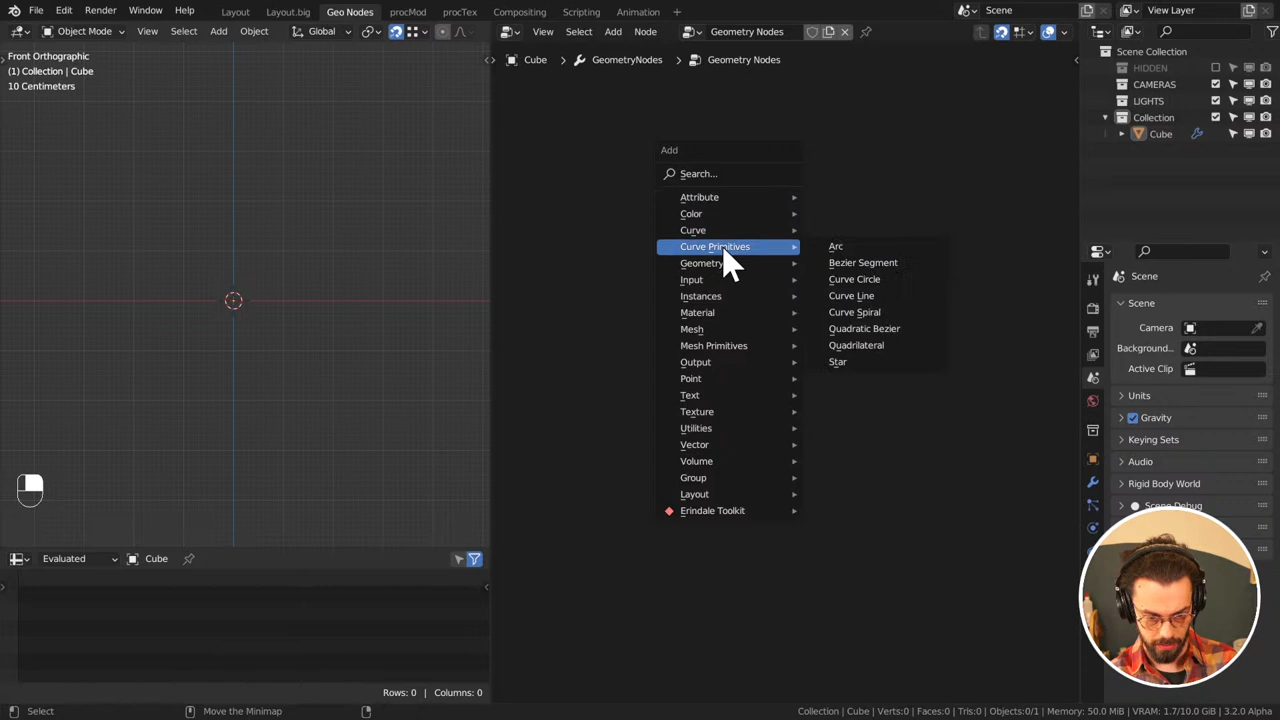 File Edit Render Window Help Layout Layout.big Geo Nodes procMod procTex Compositing Scripting Animation + Scene View Layer
Object Mode View Select Add Object Global View Select Add Node Geometry Nodes
Front Orthographic
(1) Collection | Cube
10 Centimeters
Cube GeometryNodes Geometry Nodes
Scene Collection
HIDDEN
CAMERAS
LIGHTS
Collection
Cube
Add
Search...
Attribute
Color
Curve
Curve Primitives
Geometry
Input
Instances
Material
Mesh
Mesh Primitives
Output
Point
Text
Texture
Utilities
Vector
Volume
Group
Layout
Erindale Toolkit
Arc
Bezier Segment
Curve Circle
Curve Line
Curve Spiral
Quadratic Bezier
Quadrilateral
Star
Scene
Scene
Camera
Background...
Active Clip
Units
Gravity
Keying Sets
Audio
Rigid Body World
Scene Debug
Evaluated Cube
Rows: 0 | Columns: 0
Select Move the Minimap Collection | Cube | Verts:0 | Faces:0 | Tris:0 | Objects:0/1 | Memory: 50.0 MiB | VRAM: 1.7/10.0 GiB | 3.2.0 Alpha